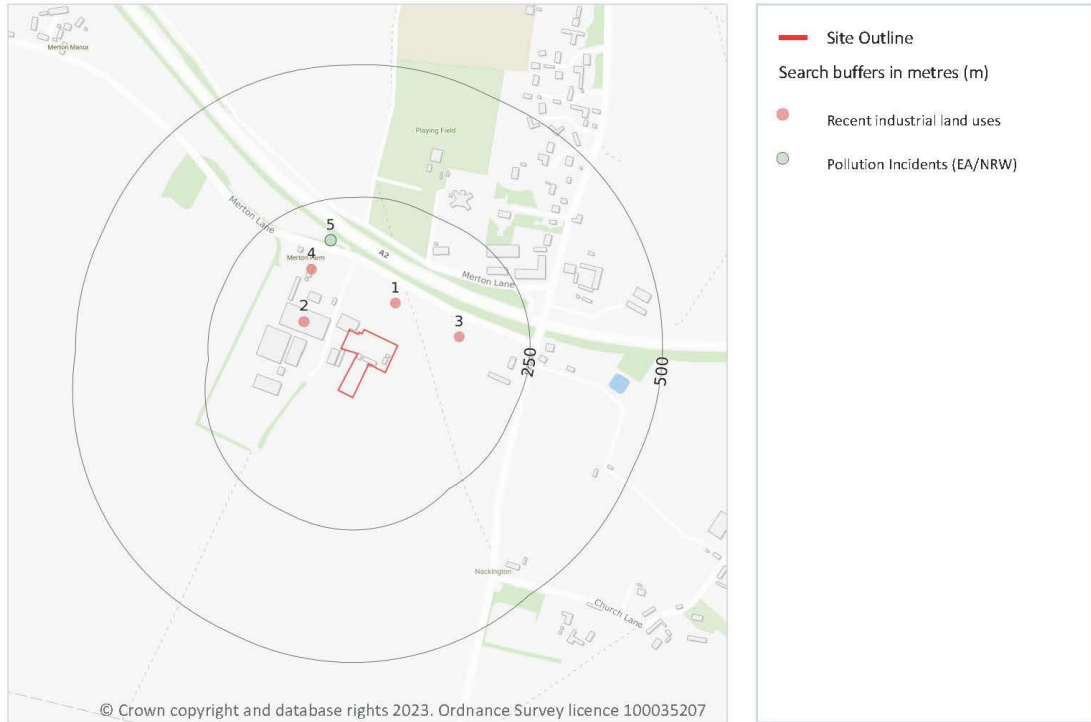 Merton Manor
Playing Field
Merton Lane
5
A2
4
Merton Farm
Merton Lane
1
2
3
250
500
Nackington
Church Lane
© Crown copyright and database rights 2023. Ordnance Survey licence 100035207
Site Outline
Search buffers in metres (m)
Recent industrial land uses
Pollution Incidents (EA/NRW)